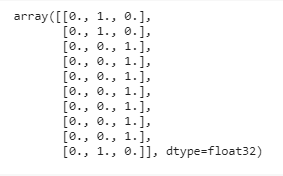 array([[0., 1., 0.],
       [0., 1., 0.],
       [0., 0., 1.],
       [0., 0., 1.],
       [0., 0., 1.],
       [0., 0., 1.],
       [0., 0., 1.],
       [0., 0., 1.],
       [0., 0., 1.],
       [0., 1., 0.]], dtype=float32)